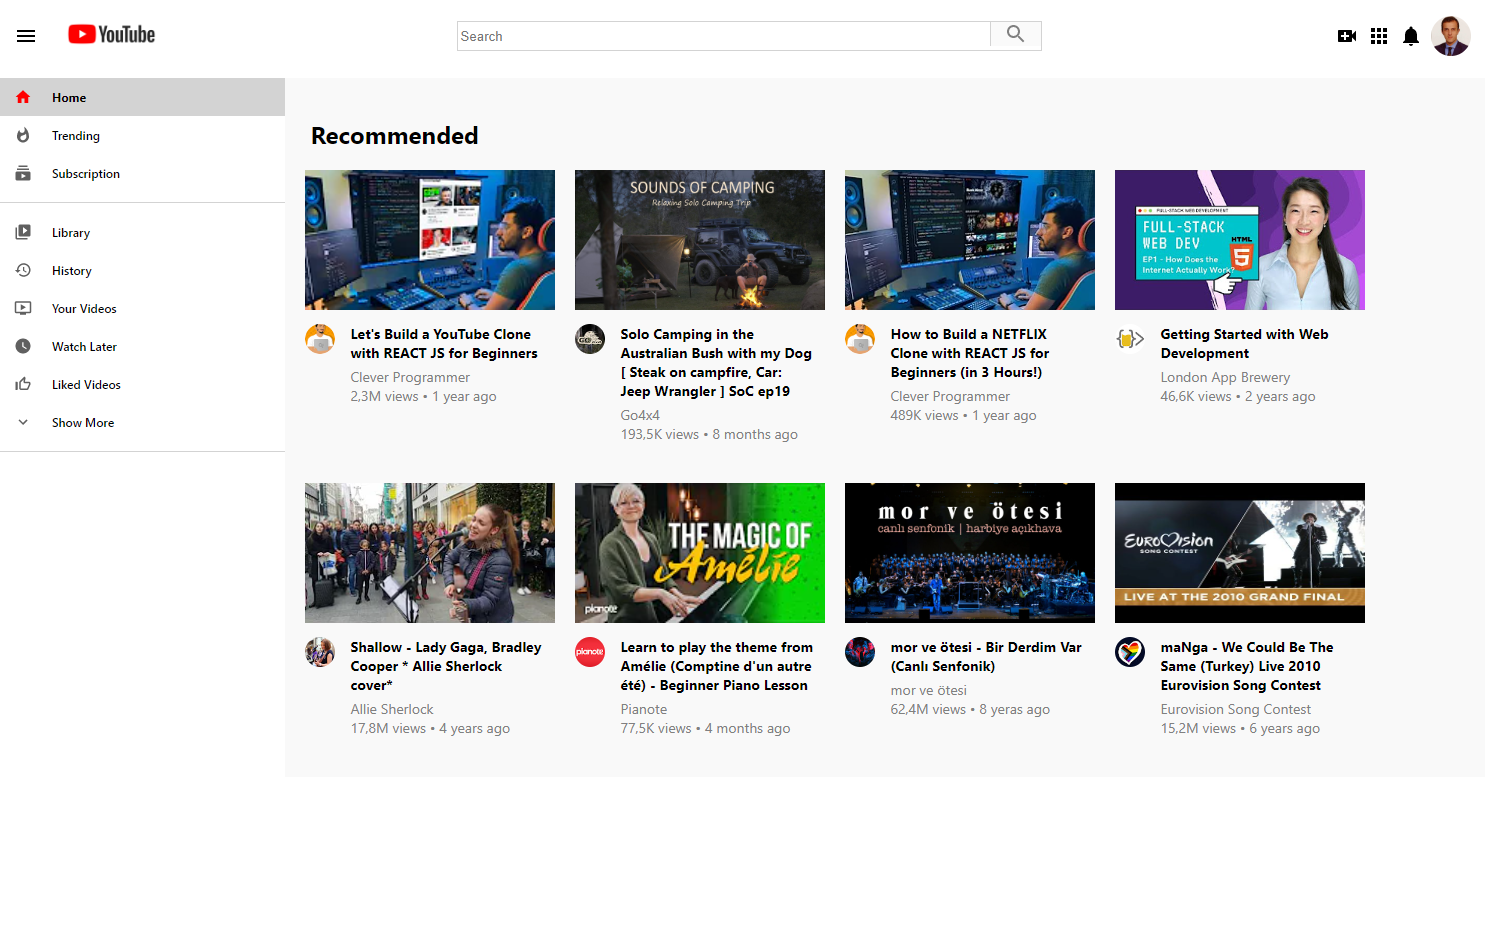 YouTube
Search
Home
Trending
Subscription
Library
History
Your Videos
Watch Later
Liked Videos
Show More
Recommended
SOUNDS OF CAMPING
Relaxing Solo Camping Trip
FULL-STACK WEB DEVELOPMENT
FULL-STACK
WEB DEV
EP1 - How Does the
Internet Actually Work?
HTML
5
Let's Build a YouTube Clone
with REACT JS for Beginners
Clever Programmer
2,3M views • 1 year ago
Solo Camping in the
Australian Bush with my Dog
[ Steak on campfire, Car:
Jeep Wrangler ] SoC ep19
Go4x4
193,5K views • 8 months ago
How to Build a NETFLIX
Clone with REACT JS for
Beginners (in 3 Hours!)
Clever Programmer
489K views • 1 year ago
Getting Started with Web
Development
London App Brewery
46,6K views • 2 years ago
THE MAGIC OF
Amélie
pianote
mor ve ötesi
canlı senfonik | harbiye açıkhava
EUROVISION
SONG CONTEST
LIVE AT THE 2010 GRAND FINAL
Shallow - Lady Gaga, Bradley
Cooper * Allie Sherlock
cover*
Allie Sherlock
17,8M views • 4 years ago
pianote
Learn to play the theme from
Amélie (Comptine d'un autre
été) - Beginner Piano Lesson
Pianote
77,5K views • 4 months ago
mor ve ötesi - Bir Derdim Var
(Canlı Senfonik)
mor ve ötesi
62,4M views • 8 yeras ago
maNga - We Could Be The
Same (Turkey) Live 2010
Eurovision Song Contest
Eurovision Song Contest
15,2M views • 6 years ago